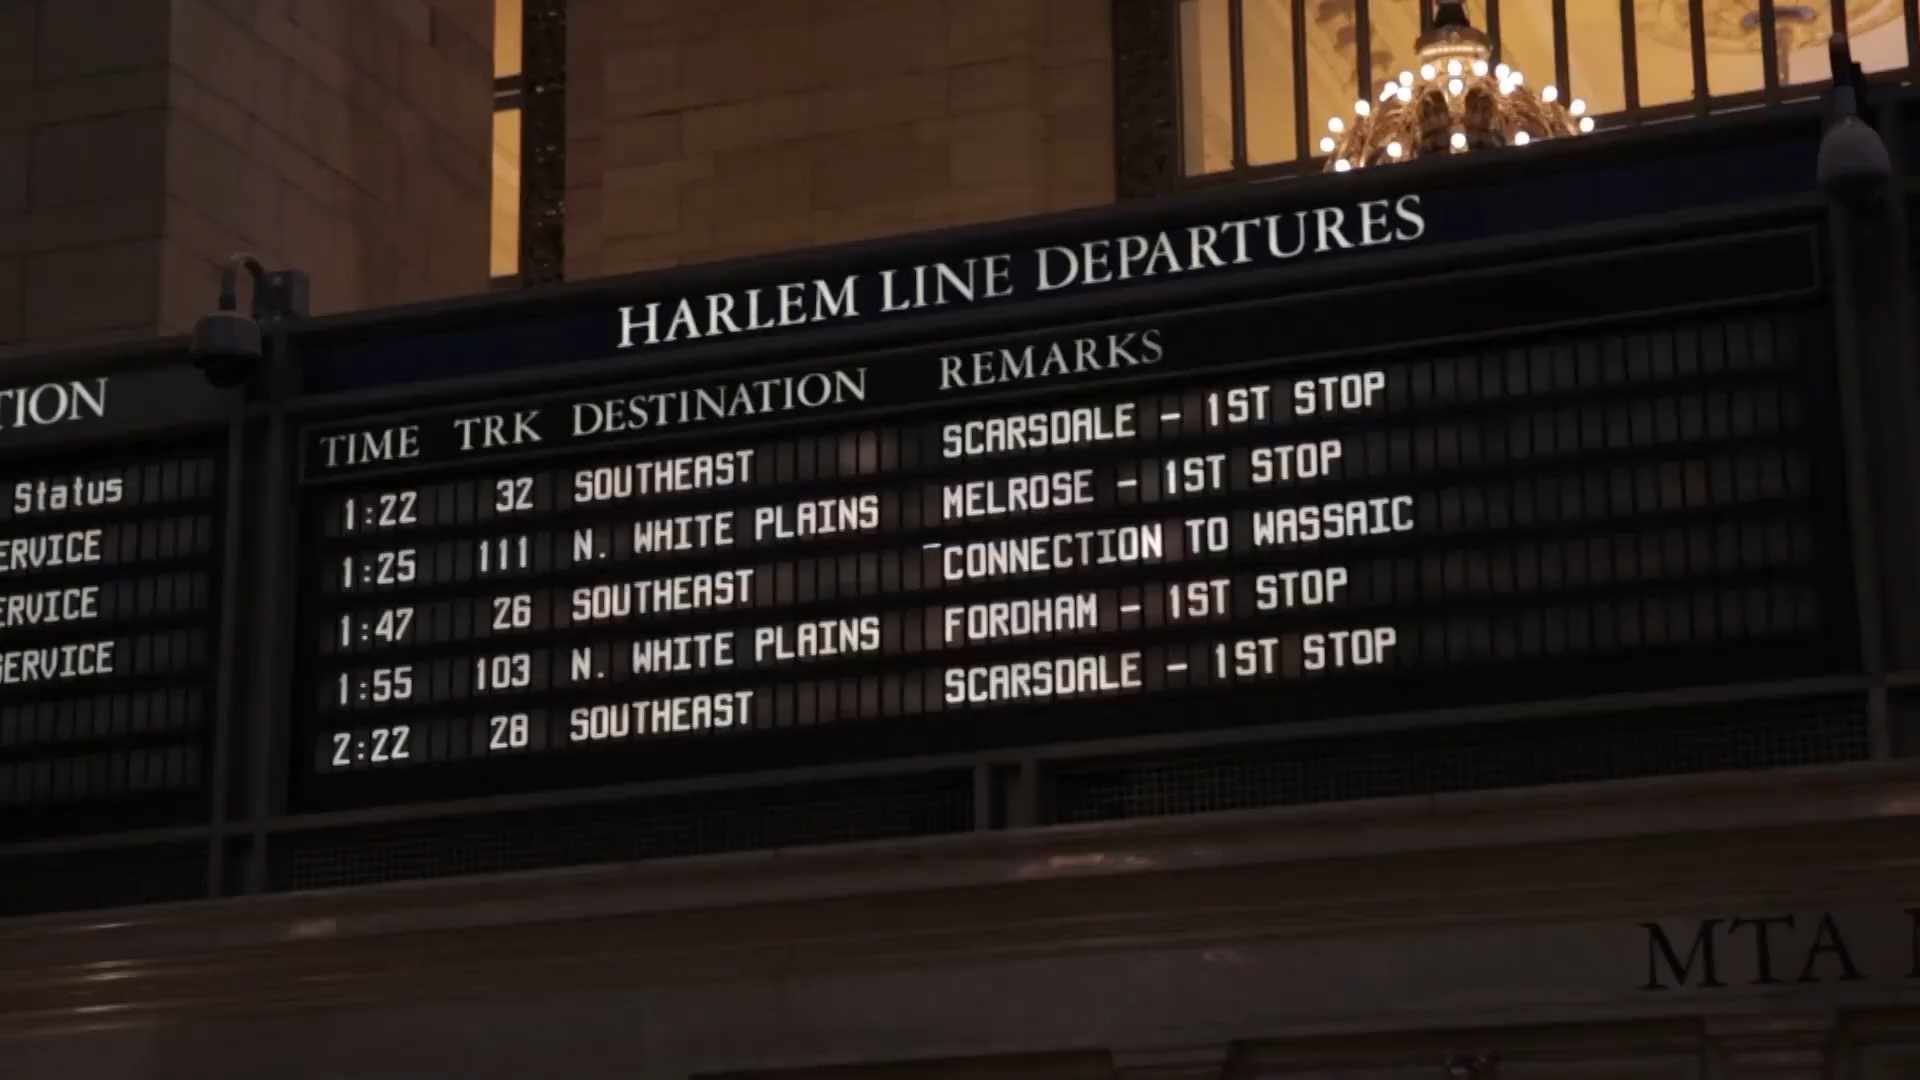 HARLEM LINE DEPARTURES
TIME TRK DESTINATION REMARKS
1:22 32 SOUTHEAST SCARSDALE - 1ST STOP
1:25 111 N. WHITE PLAINS MELROSE - 1ST STOP
1:47 26 SOUTHEAST CONNECTION TO WASSAIC
1:55 103 N. WHITE PLAINS FORDHAM - 1ST STOP
2:22 28 SOUTHEAST SCARSDALE - 1ST STOP
TION
Status
ERVICE
ERVICE
SERVICE
MTA